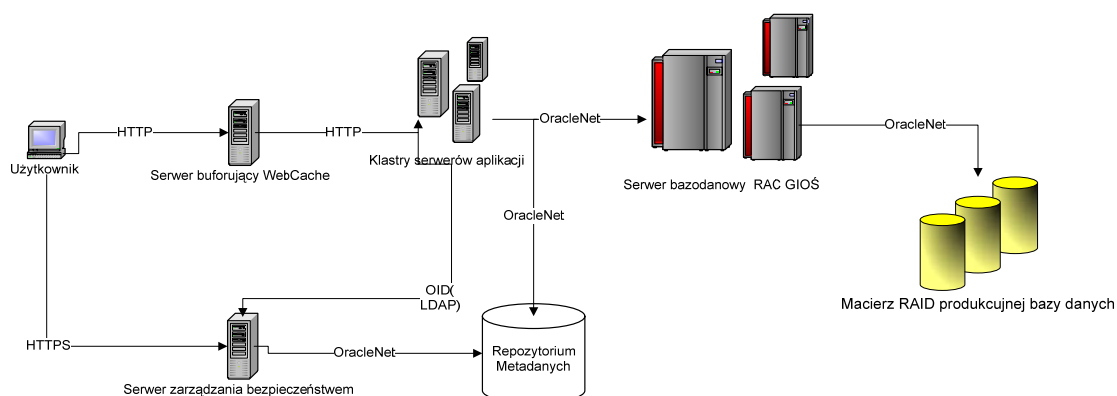 HTTP
HTTP
OracleNet
OracleNet
Użytkownik
Serwer buforujący WebCache
Klastry serwerów aplikacji
Serwer bazodanowy RAC GIOŚ
OracleNet
OID(
LDAP)
Macierz RAID produkcujnej bazy danych
HTTPS
OracleNet
Repozytorium
Metadanych
Serwer zarządzania bezpieczeństwem